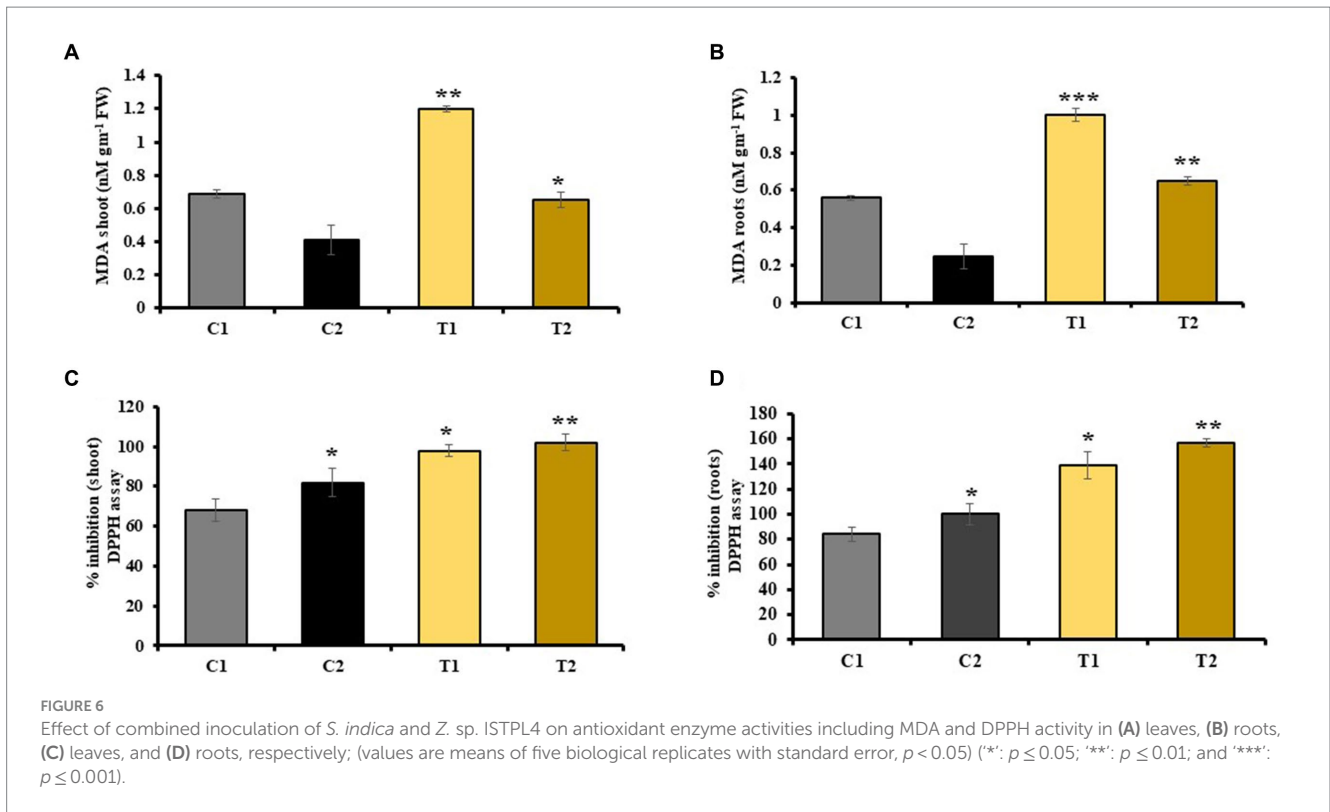 A
MDA shoot (nM gm⁻¹ FW)
1.4
1.2
1
0.8
0.6
0.4
0.2
0
**
*
C1 C2 T1 T2
B
MDA roots (nM gm⁻¹ FW)
1.2
1
0.8
0.6
0.4
0.2
0
***
**
C1 C2 T1 T2
C
% inhibition (shoot)
DPPH assay
120
100
80
60
40
20
0
*
*
**
C1 C2 T1 T2
D
% inhibition (roots)
DPPH assay
180
160
140
120
100
80
60
40
20
0
*
*
**
C1 C2 T1 T2
FIGURE 6
Effect of combined inoculation of S. indica and Z. sp. ISTPL4 on antioxidant enzyme activities including MDA and DPPH activity in (A) leaves, (B) roots,
(C) leaves, and (D) roots, respectively; (values are means of five biological replicates with standard error, p < 0.05) ('*': p ≤ 0.05; '**': p ≤ 0.01; and '***':
p ≤ 0.001).